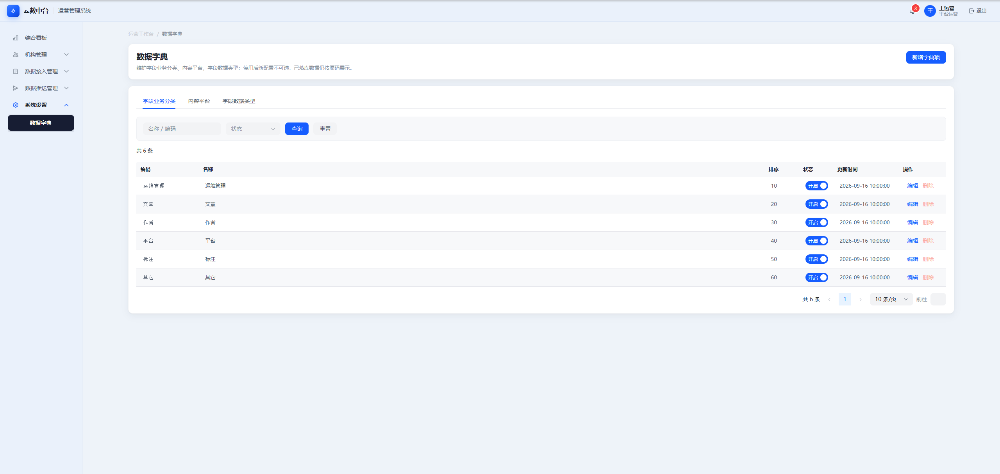 云数中台 运营管理系统 3 王 王运营 退出
平台运营
综合看板
机构管理
数据接入管理
数据推送管理
系统设置
数据字典
运营工作台 / 数据字典
数据字典 新增字典项
维护字段业务分类、内容平台、字段数据类型；停用后新配置不可选，已落库数据仍按原码展示。
字段业务分类 内容平台 字段数据类型
名称 / 编码 状态 查询 重置
共 6 条
编码 名称 排序 状态 更新时间 操作
运维管理 运维管理 10 开启 2026-09-16 10:00:00 编辑 删除
文章 文章 20 开启 2026-09-16 10:00:00 编辑 删除
作者 作者 30 开启 2026-09-16 10:00:00 编辑 删除
平台 平台 40 开启 2026-09-16 10:00:00 编辑 删除
标注 标注 50 开启 2026-09-16 10:00:00 编辑 删除
其它 其它 60 开启 2026-09-16 10:00:00 编辑 删除
共 6 条 1 10 条/页 前往